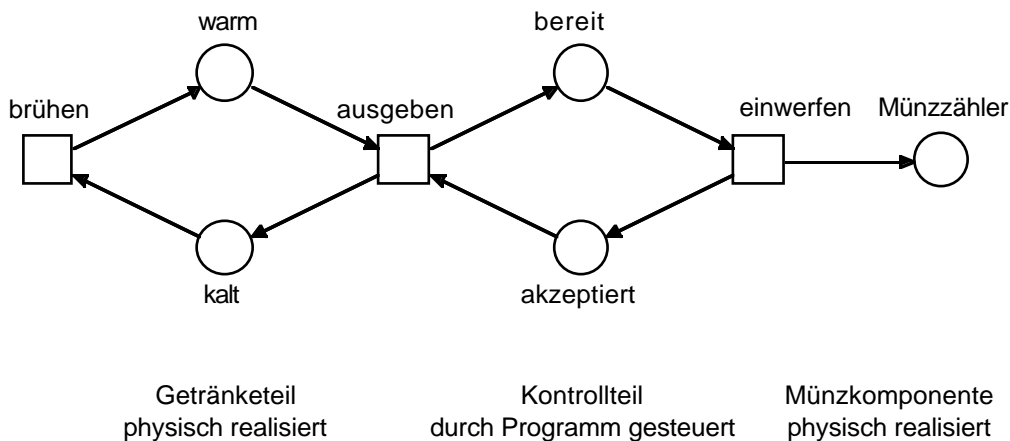 warm
bereit
brühen
ausgeben
einwerfen
Münzzähler
kalt
akzeptiert
Getränketeil
physisch realisiert
Kontrollteil
durch Programm gesteuert
Münzkomponente
physisch realisiert